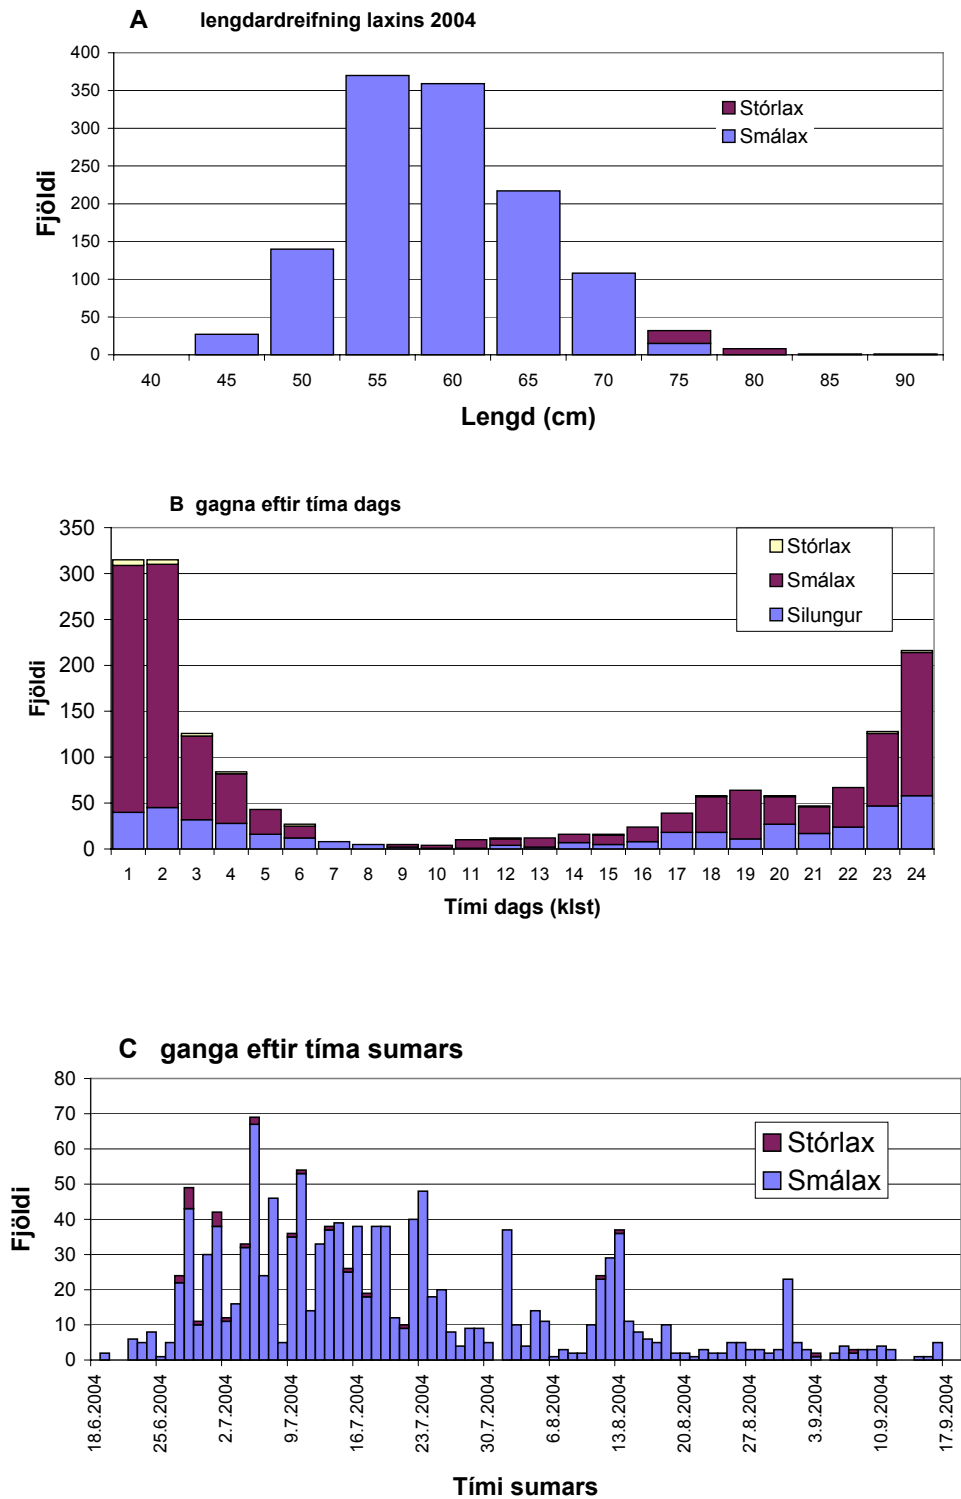 A lengdardreifning laxins 2004
400
350
300
250
200
150
100
50
0
Fjöldi
Stórlax
Smálax
40 45 50 55 60 65 70 75 80 85 90
Lengd (cm)
B gagna eftir tíma dags
350
300
250
200
150
100
50
0
Fjöldi
Stórlax
Smálax
Silungur
1 2 3 4 5 6 7 8 9 10 11 12 13 14 15 16 17 18 19 20 21 22 23 24
Tími dags (klst)
C ganga eftir tíma sumars
80
70
60
50
40
30
20
10
0
Fjöldi
Stórlax
Smálax
18.6.2004
25.6.2004
2.7.2004
9.7.2004
16.7.2004
23.7.2004
30.7.2004
6.8.2004
13.8.2004
20.8.2004
27.8.2004
3.9.2004
10.9.2004
17.9.2004
Tími sumars